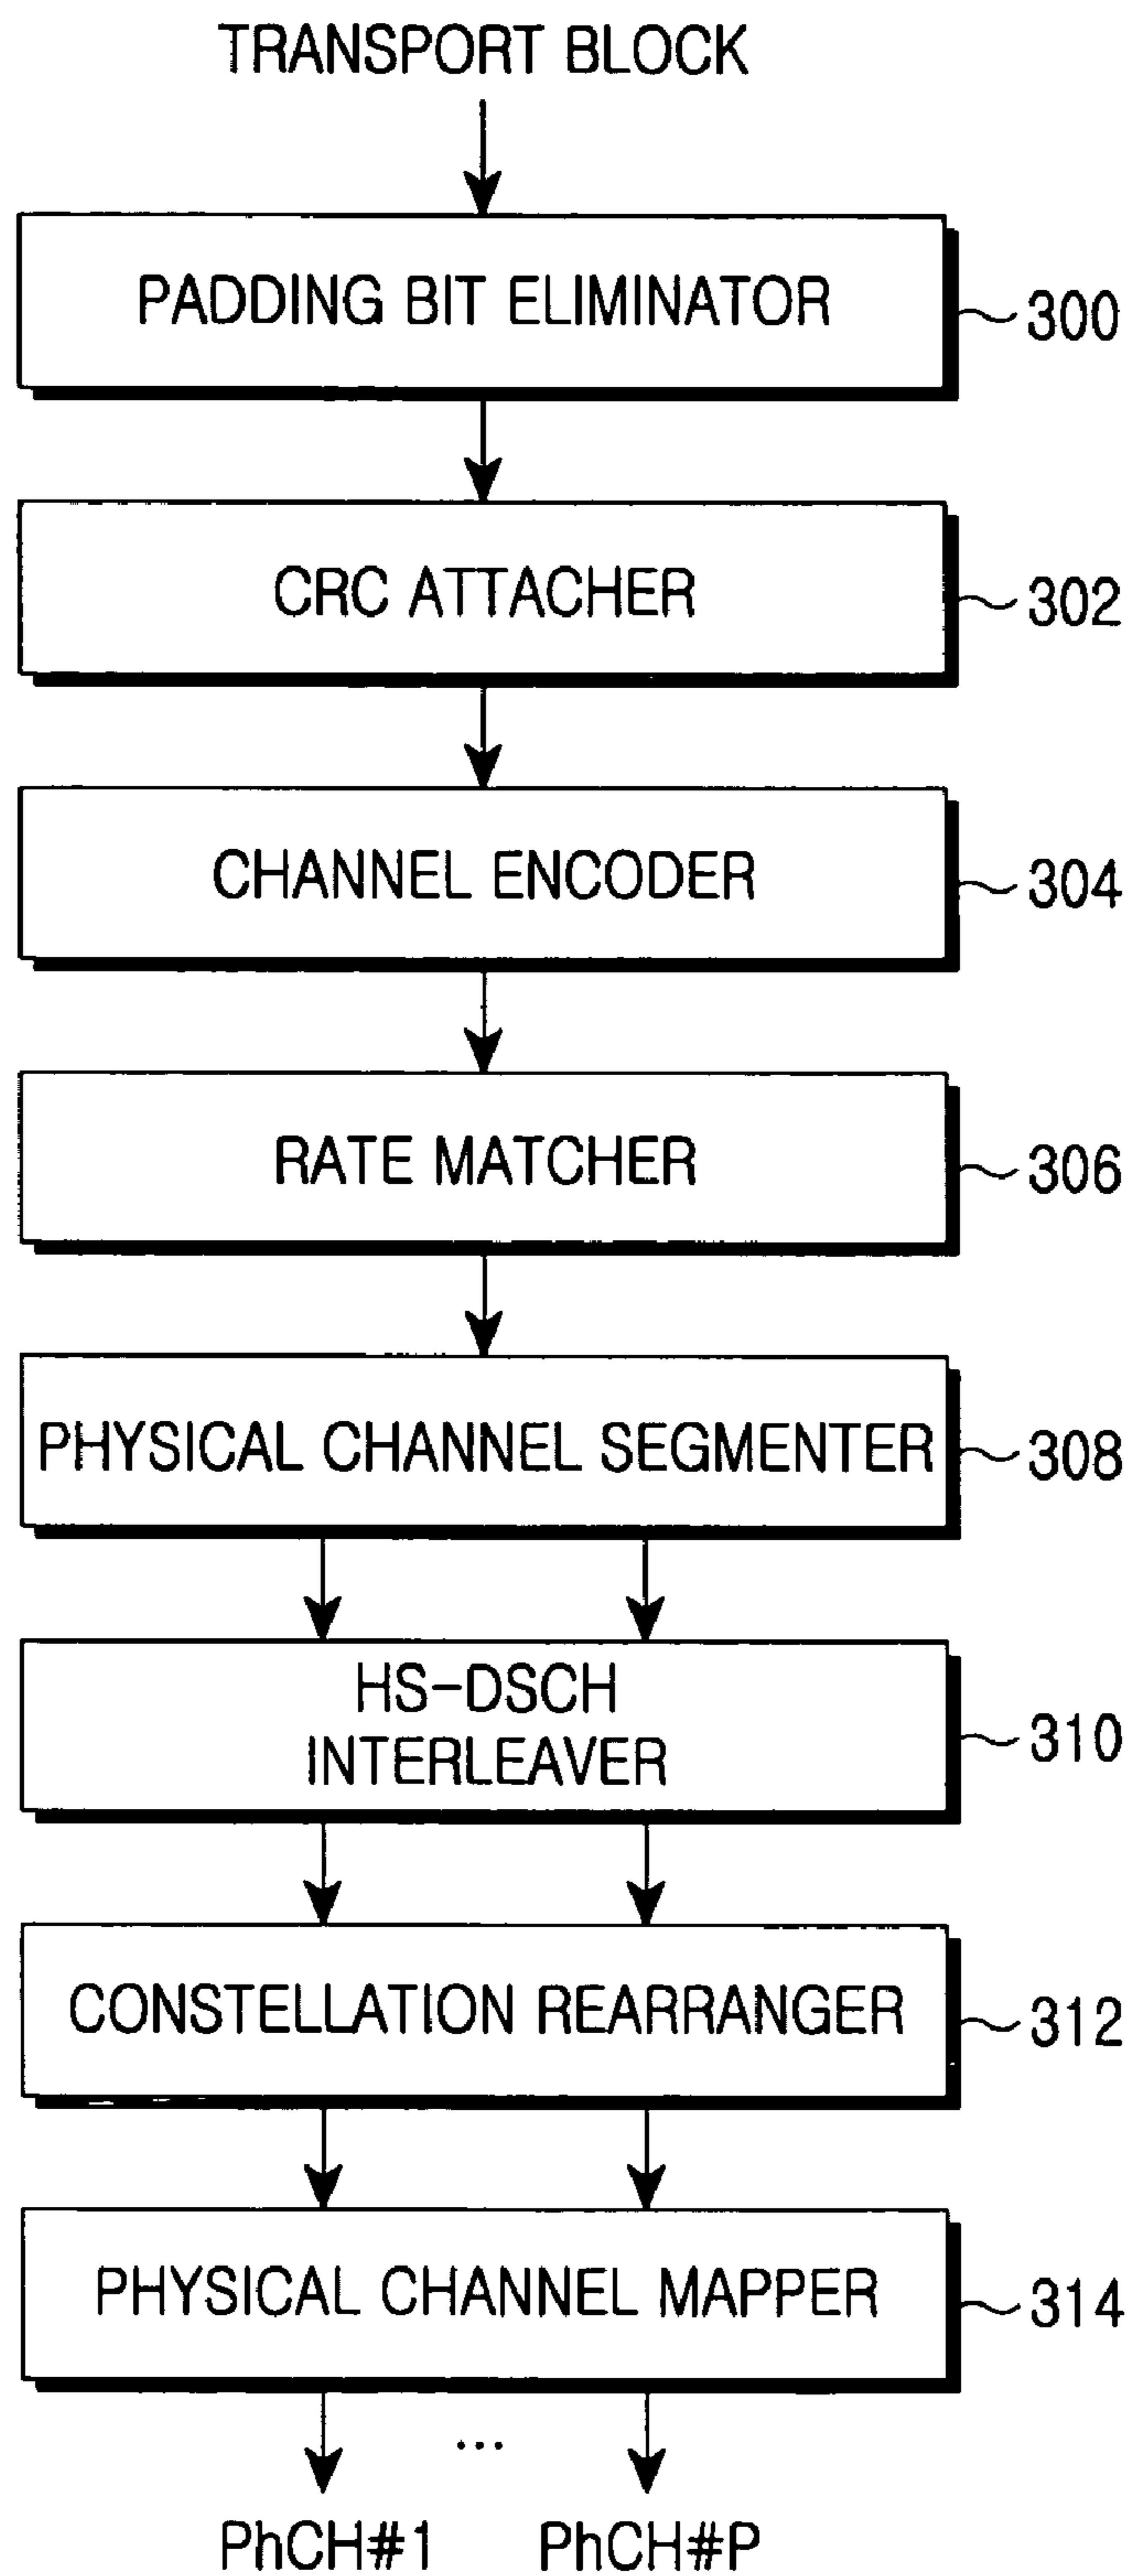 TRANSPORT BLOCK
PADDING BIT ELIMINATOR
300
CRC ATTACHER
302
CHANNEL ENCODER
304
RATE MATCHER
306
PHYSICAL CHANNEL SEGMENTER
308
HS-DSCH
INTERLEAVER
310
CONSTELLATION REARRANGER
312
PHYSICAL CHANNEL MAPPER
314
...
PhCH#1 PhCH#P